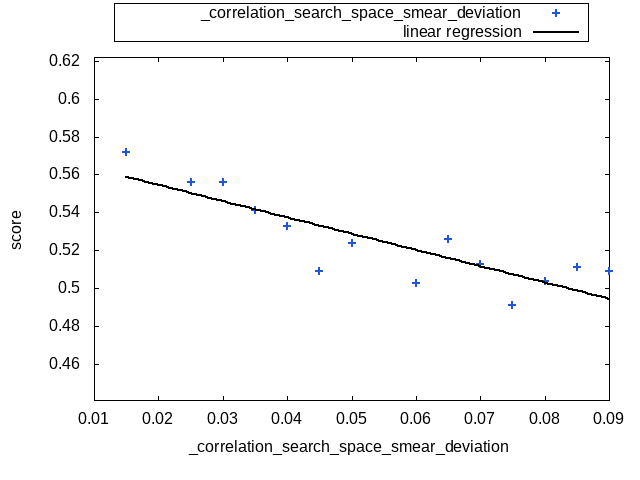 _correlation_search_space_smear_deviation
linear regression
0.62
0.6
0.58
0.56
0.54
0.52
0.5
0.48
0.46
score
0.01 0.02 0.03 0.04 0.05 0.06 0.07 0.08 0.09
_correlation_search_space_smear_deviation